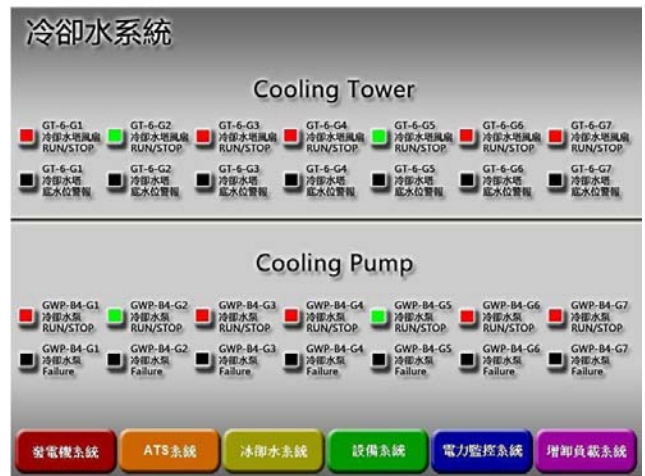 冷卻水系統
Cooling Tower
GT-6-G1
冷卻水塔風扇
RUN/STOP
GT-6-G2
冷卻水塔風扇
RUN/STOP
GT-6-G3
冷卻水塔風扇
RUN/STOP
GT-6-G4
冷卻水塔風扇
RUN/STOP
GT-6-G5
冷卻水塔風扇
RUN/STOP
GT-6-G6
冷卻水塔風扇
RUN/STOP
GT-6-G7
冷卻水塔風扇
RUN/STOP
GT-6-G1
冷卻水塔
底水位警報
GT-6-G2
冷卻水塔
底水位警報
GT-6-G3
冷卻水塔
底水位警報
GT-6-G4
冷卻水塔
底水位警報
GT-6-G5
冷卻水塔
底水位警報
GT-6-G6
冷卻水塔
底水位警報
GT-6-G7
冷卻水塔
底水位警報
Cooling Pump
GWP-B4-G1
冷卻水泵
RUN/STOP
GWP-B4-G2
冷卻水泵
RUN/STOP
GWP-B4-G3
冷卻水泵
RUN/STOP
GWP-B4-G4
冷卻水泵
RUN/STOP
GWP-B4-G5
冷卻水泵
RUN/STOP
GWP-B4-G6
冷卻水泵
RUN/STOP
GWP-B4-G7
冷卻水泵
RUN/STOP
GWP-B4-G1
冷卻水泵
Failure
GWP-B4-G2
冷卻水泵
Failure
GWP-B4-G3
冷卻水泵
Failure
GWP-B4-G4
冷卻水泵
Failure
GWP-B4-G5
冷卻水泵
Failure
GWP-B4-G6
冷卻水泵
Failure
GWP-B4-G7
冷卻水泵
Failure
發電機系統
ATS系統
冰卻水系統
設備系統
電力監控系統
增卸負載系統